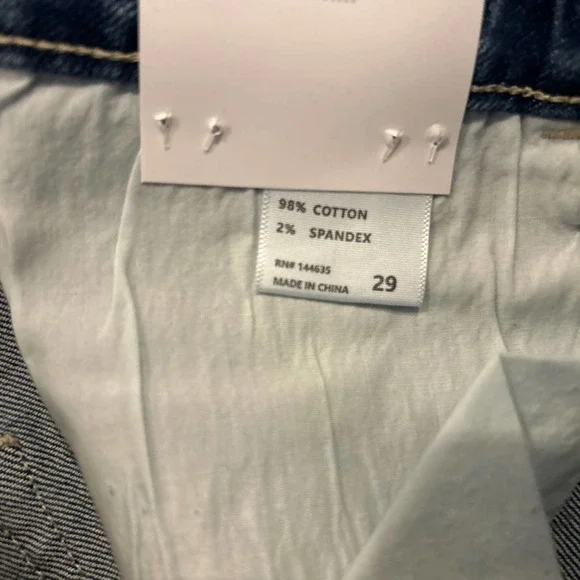 98% COTTON
2% SPANDEX
RN# 144635
MADE IN CHINA 29